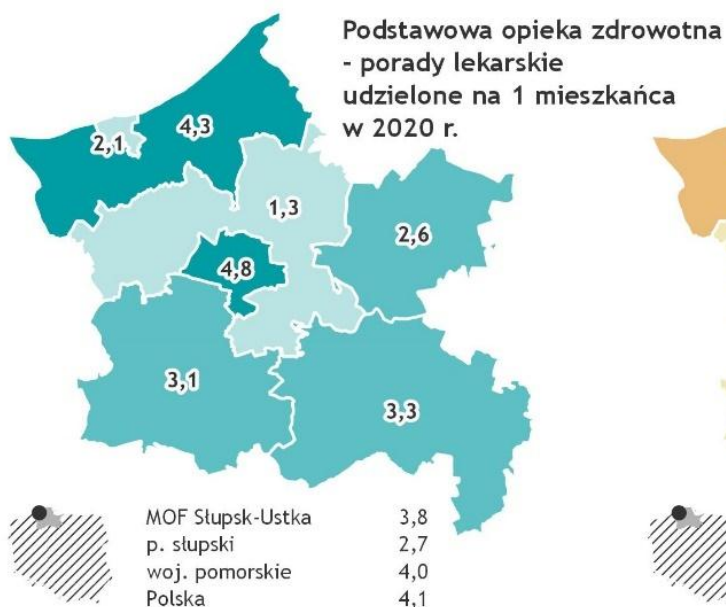 Podstawowa opieka zdrowotna
- porady lekarskie
udzielone na 1 mieszkańca
w 2020 r.
2,1
4,3
1,3
2,6
4,8
3,1
3,3
MOF Słupsk-Ustka 3,8
p. słupski 2,7
woj. pomorskie 4,0
Polska 4,1